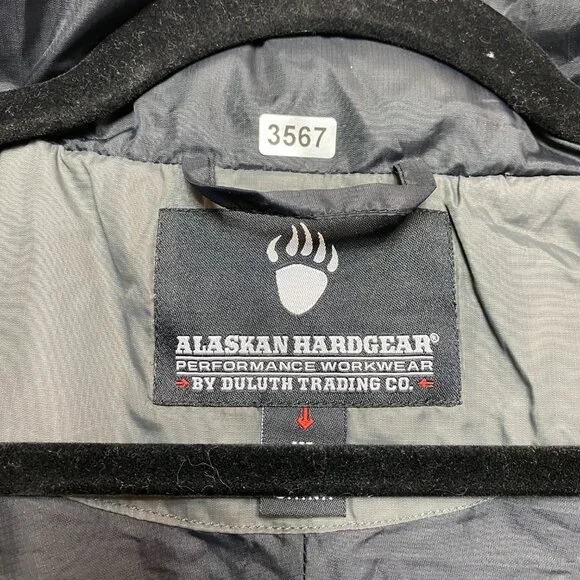 3567
ALASKAN HARDGEAR®
PERFORMANCE WORKWEAR
BY DULUTH TRADING CO.